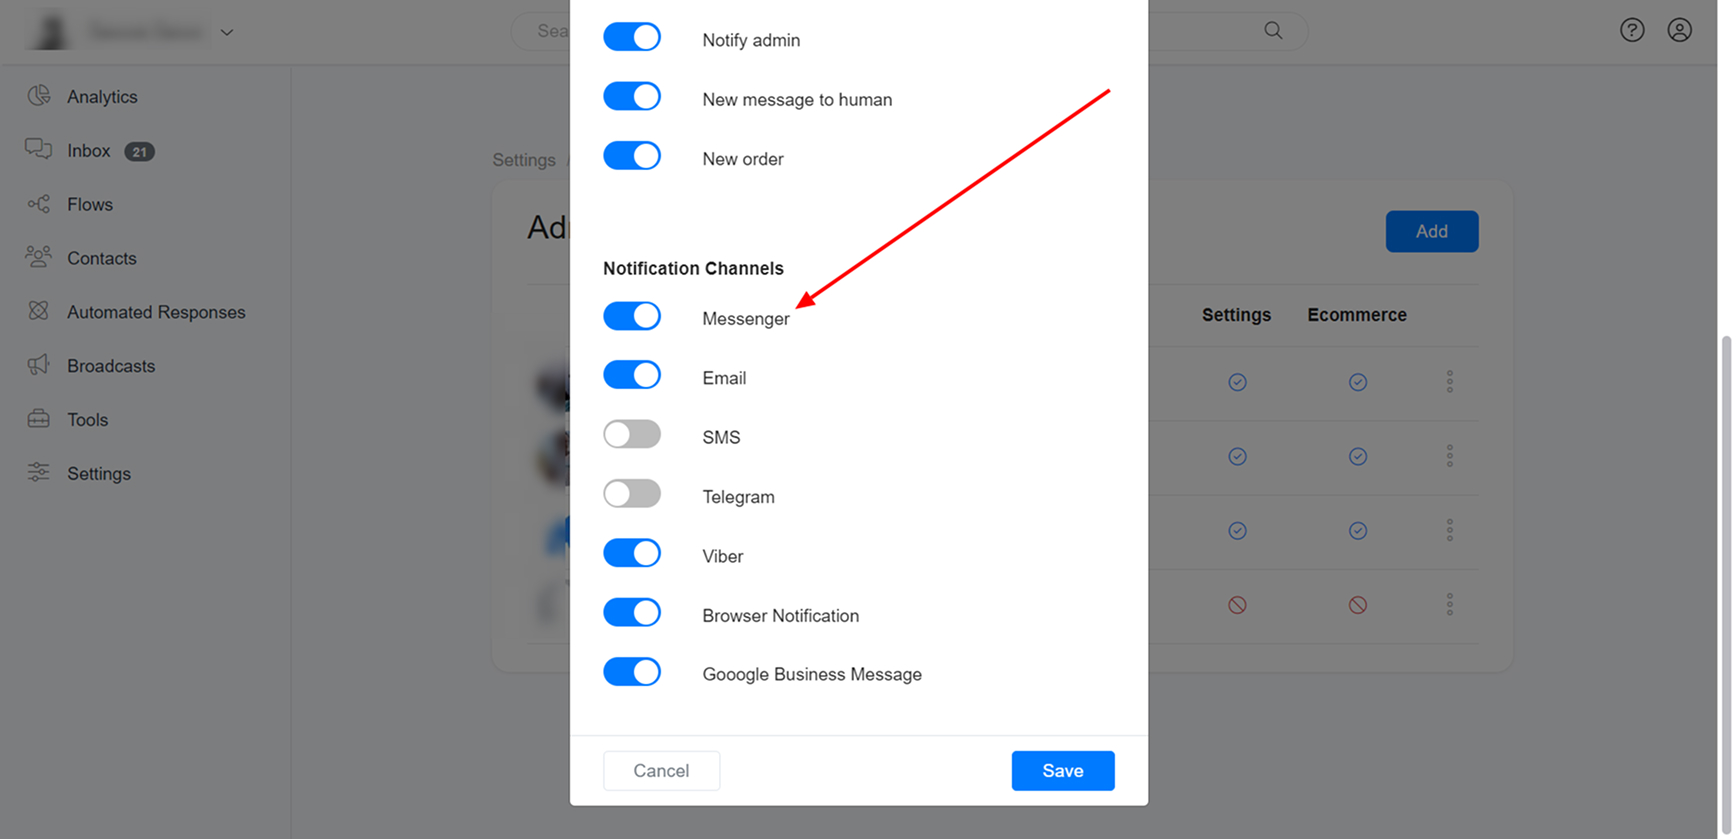 Sea
Analytics
Inbox 21
Flows
Contacts
Automated Responses
Broadcasts
Tools
Settings
Settings /
Ad
Add
Settings Ecommerce
Notify admin
New message to human
New order
Notification Channels
Messenger
Email
SMS
Telegram
Viber
Browser Notification
Gooogle Business Message
Cancel Save